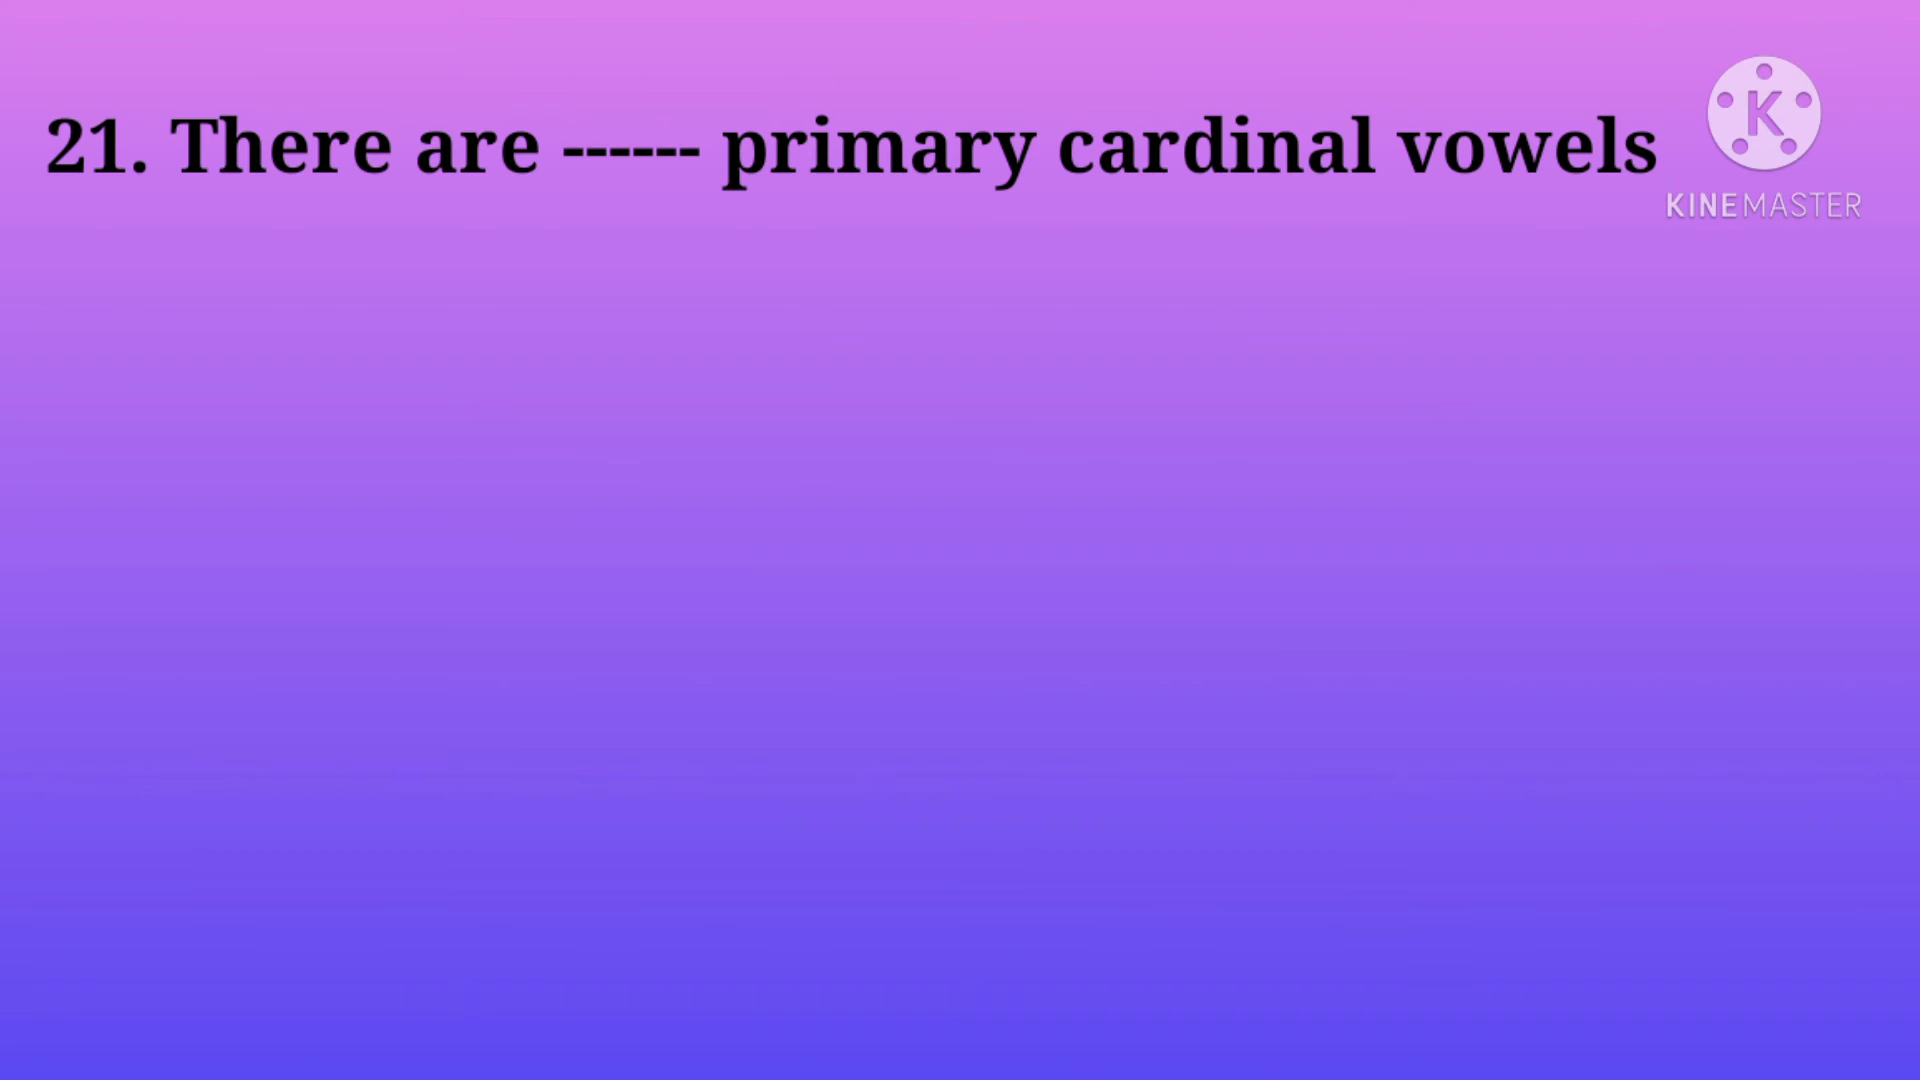 21. There are ------ primary cardinal vowels
K
KINEMASTER